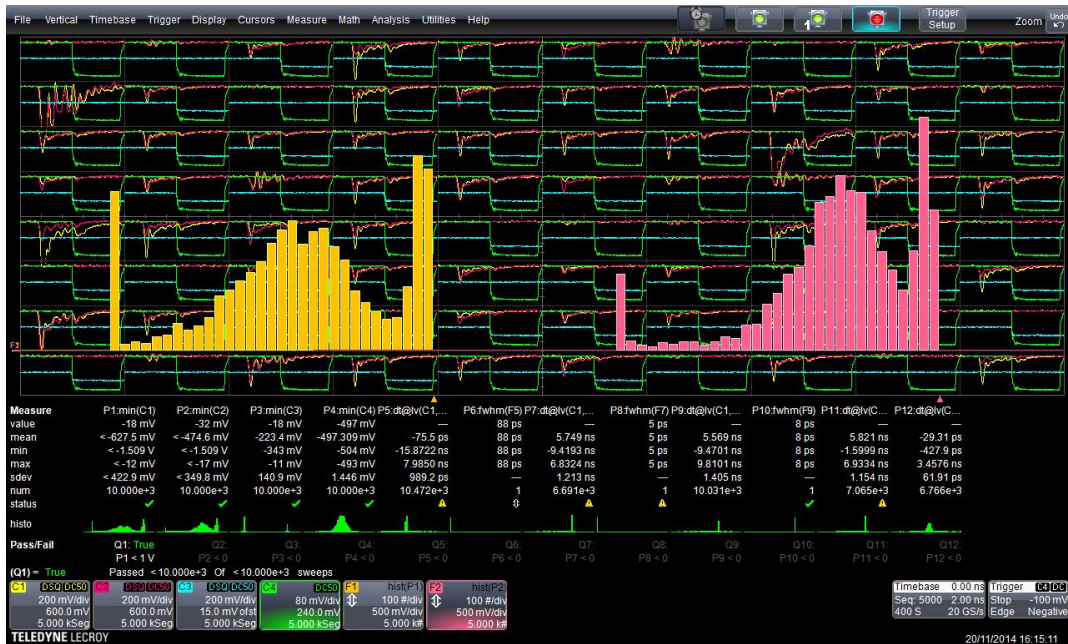 File Vertical Timebase Trigger Display Cursors Measure Math Analysis Utilities Help
1
Trigger Setup
Zoom
Undo
F2
Measure P1:min(C1) P2:min(C2) P3:min(C3) P4:min(C4) P5:dt@lv(C1,... P6:fwhm(F5) P7:dt@lv(C1,... P8:fwhm(F7) P9:dt@lv(C1,... P10:fwhm(F9) P11:dt@lv(C... P12:dt@lv(C...
value -18 mV -32 mV -18 mV -497 mV --- 88 ps --- 5 ps --- 8 ps --- ---
mean < -627.5 mV < -474.6 mV -223.4 mV -497.309 mV -75.5 ps 88 ps 5.749 ns 5 ps 5.569 ns 8 ps 5.821 ns -29.31 ps
min < -1.509 V < -1.509 V -343 mV -504 mV -15.8722 ns 88 ps -9.4193 ns 5 ps -9.4701 ns 8 ps -1.5999 ns -427.9 ps
max < -12 mV < -17 mV -11 mV -493 mV 7.9850 ns 88 ps 6.8324 ns 5 ps 9.8101 ns 8 ps 6.9334 ns 3.4576 ns
sdev < 422.9 mV < 349.8 mV 140.9 mV 1.446 mV 989.2 ps --- 1.213 ns --- 1.405 ns --- 1.154 ns 61.91 ps
num 10.000e+3 10.000e+3 10.000e+3 10.000e+3 10.472e+3 1 6.691e+3 1 10.031e+3 1 7.065e+3 6.766e+3
status
histo
Pass/Fail Q1: True Q2: Q3: Q4: Q5: Q6: Q7: Q8: Q9: Q10: Q11: Q12:
P1 < 1 V P2 < 0 P3 < 0 P4 < 0 P5 < 0 P6 < 0 P7 < 0 P8 < 0 P9 < 0 P10 < 0 P11 < 0 P12 < 0
(Q1) = True Passed < 10.000e+3 Of < 10.000e+3 sweeps
C1 DSQ DC50 C2 DSQ DC50 C3 DSQ DC50 C4 DC50 F1 hist(P1) F2 hist(P2) Timebase 0.00 ns Trigger C4 DC
200 mV/div 200 mV/div 200 mV/div 80 mV/div 100 #/div 100 #/div Seq: 5000 2.00 ns Stop -100 mV
600.0 mV 600.0 mV 15.0 mV ofst 240.0 mV 500 mV/div 500 mV/div 400 S 20 GS/s Edge Negative
5.000 kSeg 5.000 kSeg 5.000 kSeg 5.000 kSeg 5.000 k# 5.000 k#
TELEDYNE LECROY 20/11/2014 16:15:11